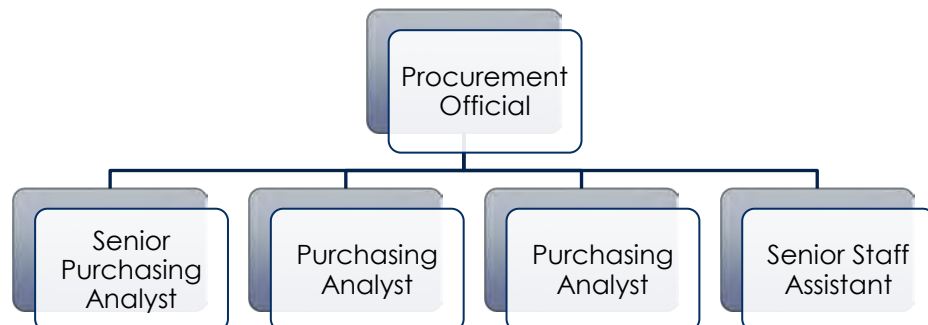 Procurement
Official
Senior
Purchasing
Analyst
Purchasing
Analyst
Purchasing
Analyst
Senior Staff
Assistant